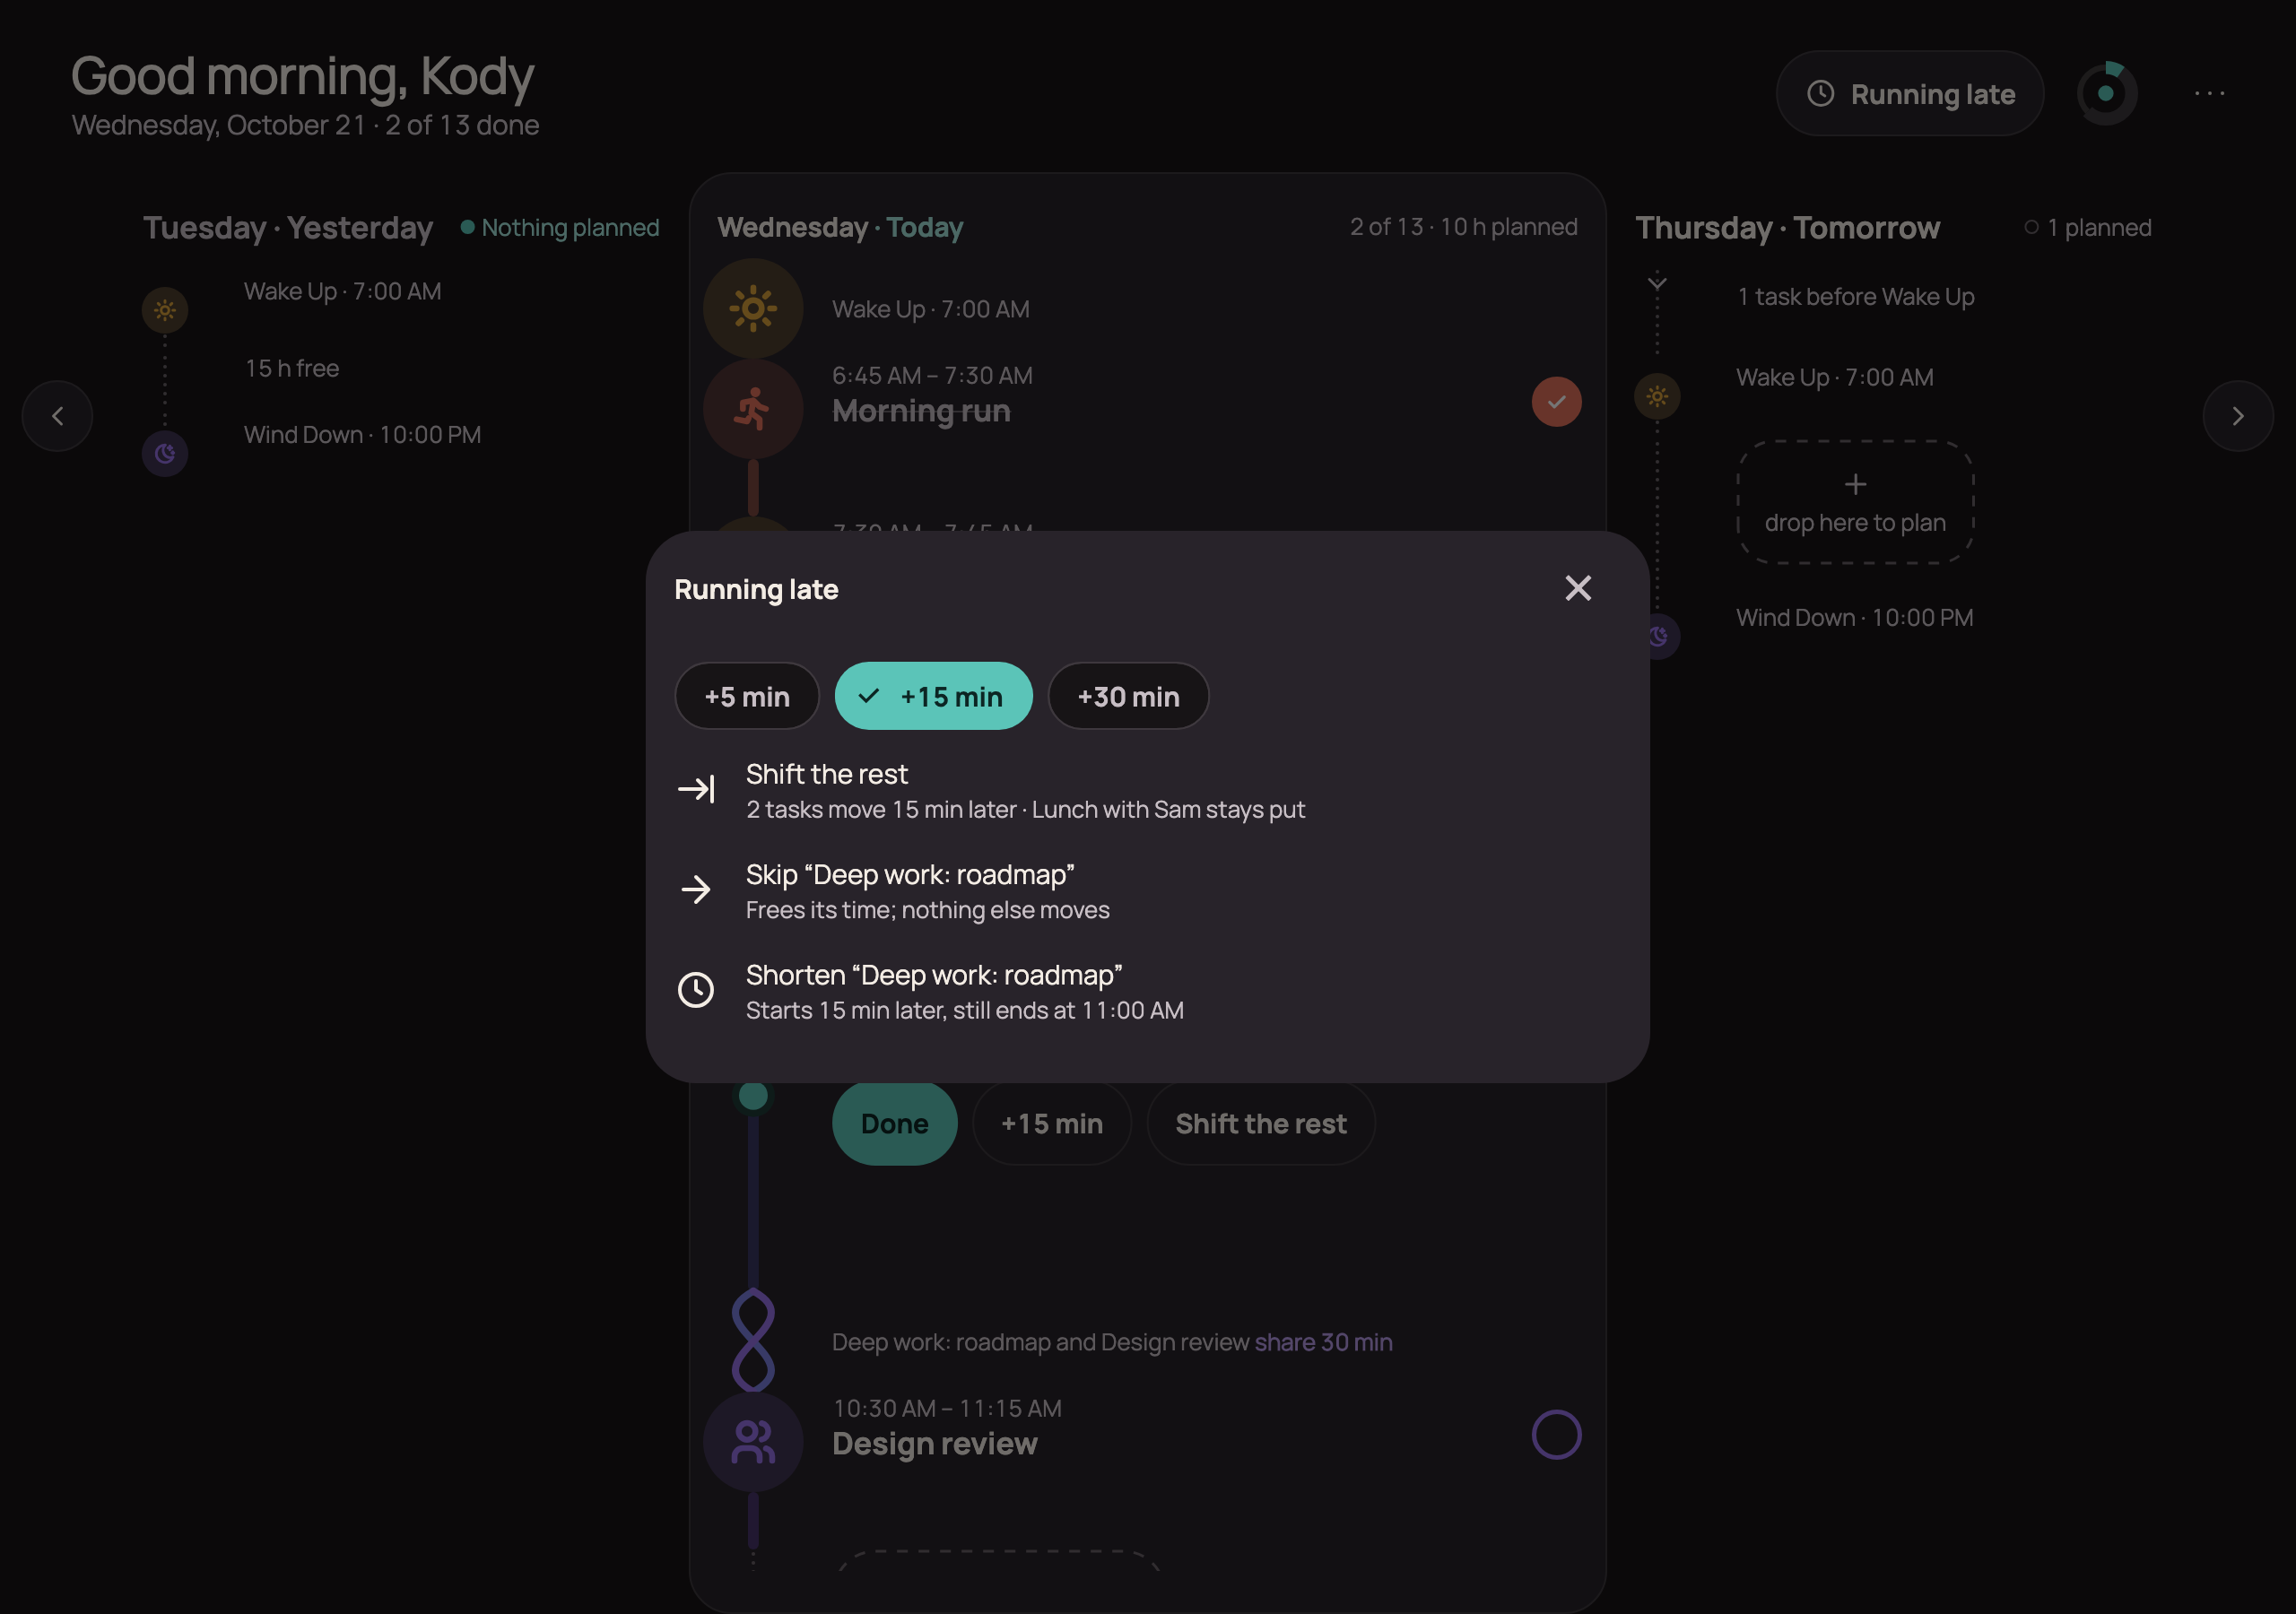 Good morning, Kody
Wednesday, October 21 · 2 of 13 done
Running late
Tuesday · Yesterday
Nothing planned
Wake Up · 7:00 AM
15 h free
Wind Down · 10:00 PM
Wednesday · Today
2 of 13 · 10 h planned
Wake Up · 7:00 AM
6:45 AM – 7:30 AM
Morning run
7:30 AM – 7:45 AM
Thursday · Tomorrow
1 planned
1 task before Wake Up
Wake Up · 7:00 AM
drop here to plan
Wind Down · 10:00 PM
Running late
+5 min
+15 min
+30 min
Shift the rest
2 tasks move 15 min later · Lunch with Sam stays put
Skip “Deep work: roadmap”
Frees its time; nothing else moves
Shorten “Deep work: roadmap”
Starts 15 min later, still ends at 11:00 AM
Done
+15 min
Shift the rest
Deep work: roadmap and Design review share 30 min
10:30 AM – 11:15 AM
Design review